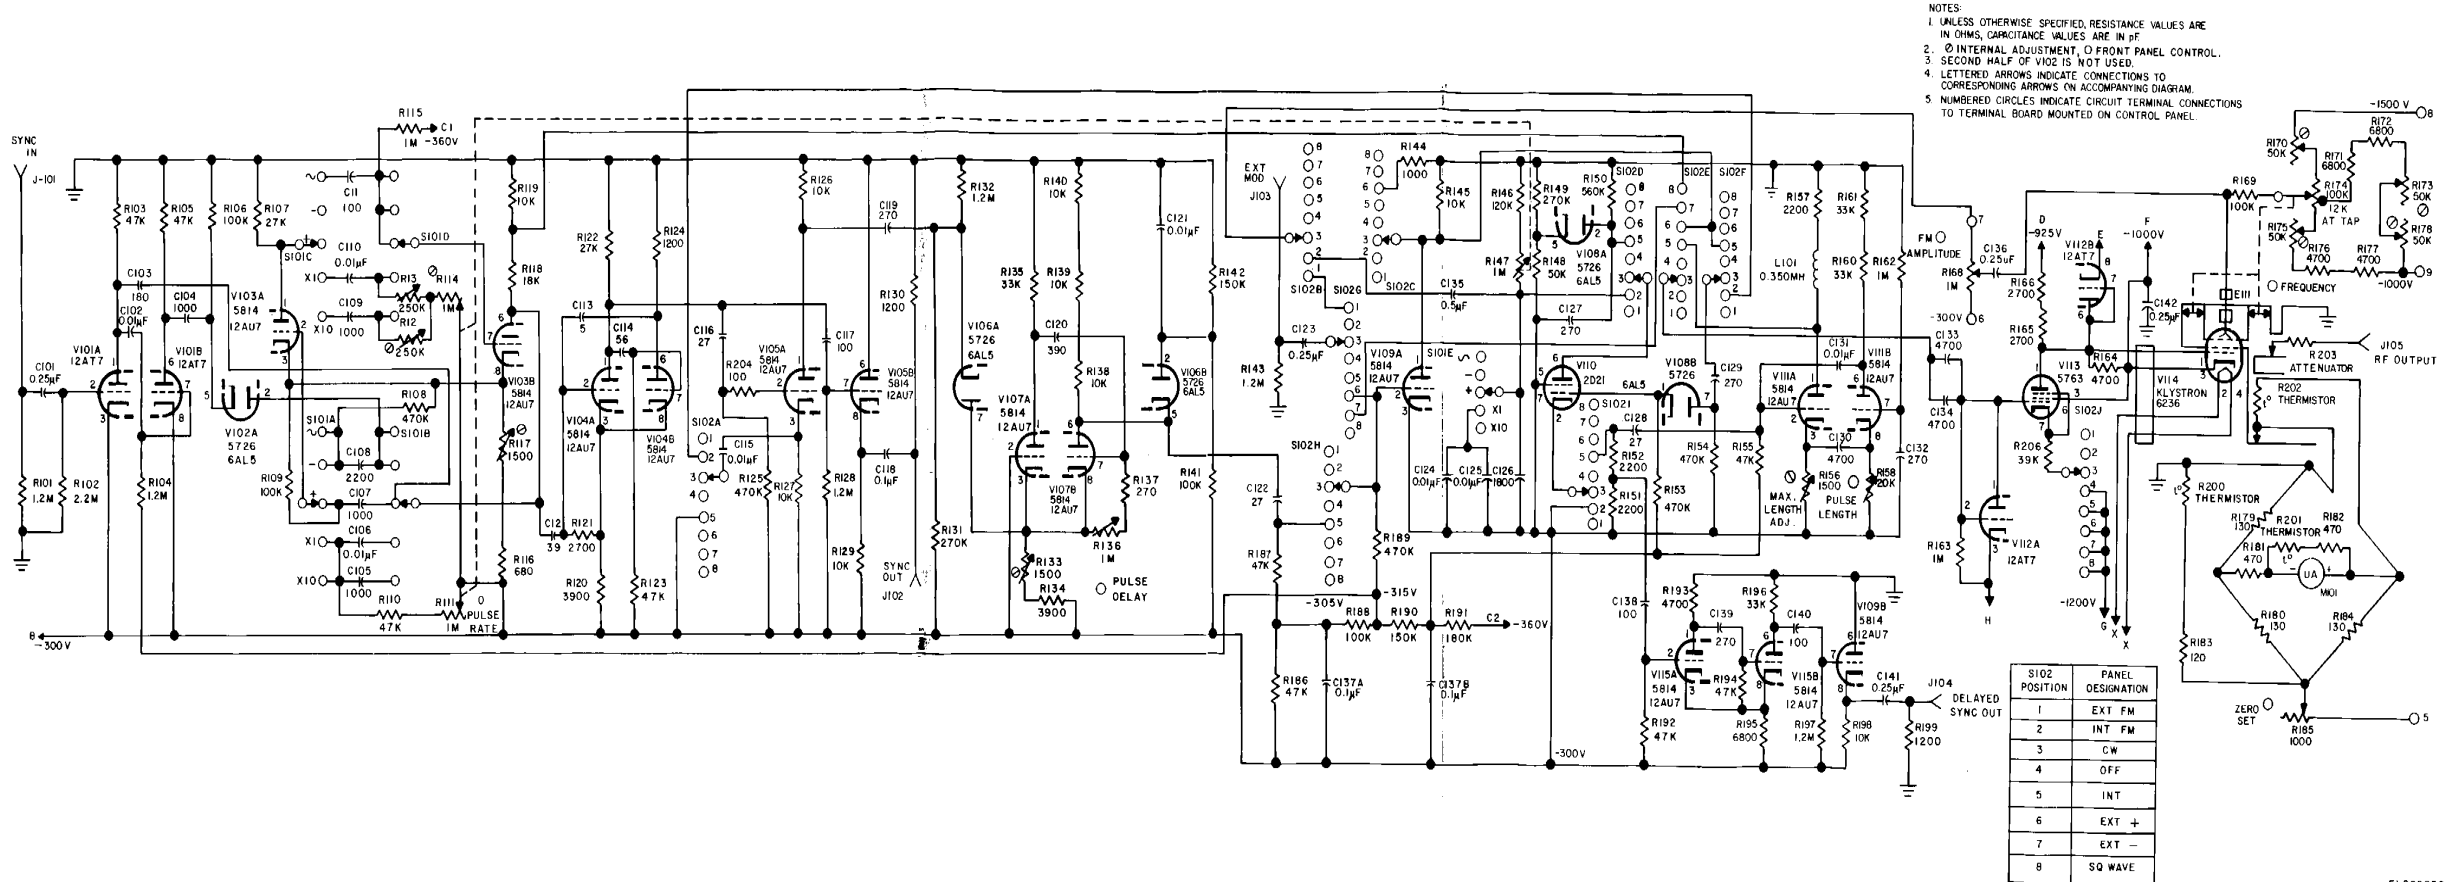 NOTES:
1. UNLESS OTHERWISE SPECIFIED, RESISTANCE VALUES ARE
IN OHMS, CAPACITANCE VALUES ARE IN pF.
2. Ø INTERNAL ADJUSTMENT, O FRONT PANEL CONTROL.
3. SECOND HALF OF V102 IS NOT USED.
4. LETTERED ARROWS INDICATE CONNECTIONS TO
CORRESPONDING ARROWS ON ACCOMPANYING DIAGRAM.
5. NUMBERED CIRCLES INDICATE CIRCUIT TERMINAL CONNECTIONS
TO TERMINAL BOARD MOUNTED ON CONTROL PANEL.
SYNC
IN
J-101
C101
0.25µF
R101
1.2M
R102
2.2M
R103
47K
C103
180
C102
0.01µF
V101A
12AT7
R104
1.2M
R105
47K
C104
1000
V101B
12AT7
R106
100K
R107
27K
V102A
5726
6AL5
V103A
5814
12AU7
S101C
R115
1M
C1
-360V
C11
100
C110
0.01µF
X1
C109
1000
X10
R13
250K
R12
250K
R114
1M
S101D
R108
470K
S101A
S101B
C108
2200
C107
1000
C106
0.01µF
X1
C105
1000
X10
R109
100K
R110
47K
R111
1M
PULSE
RATE
8
-300V
R119
10K
R118
18K
V103B
5814
12AU7
R117
1500
R116
680
C12
39
R121
2700
R120
3900
R122
27K
R124
1200
C113
5
C114
56
V104A
5814
12AU7
V104B
5814
12AU7
R123
47K
C116
27
R204
100
S102A
1
2
3
4
5
6
7
8
C115
0.01µF
R125
470K
R126
10K
V105A
5814
12AU7
R127
10K
C117
100
R128
1.2M
V105B
5814
12AU7
R129
10K
C118
0.1µF
C119
270
R130
1200
SYNC
OUT
J102
R131
270K
R132
1.2M
V106A
5726
6AL5
R135
33K
R140
10K
R139
10K
C120
390
R138
10K
V107A
5814
12AU7
V107B
5814
12AU7
R137
270
R136
1M
R133
1500
R134
3900
PULSE
DELAY
C121
0.01µF
V106B
5726
6AL5
R142
150K
R141
100K
EXT
MOD
J103
R143
1.2M
C123
0.25µF
S102B
S102C
S102G
S102H
R144
1000
R145
10K
C135
0.5µF
V109A
5814
12AU7
S101E
X1
X10
C122
27
R187
47K
R189
470K
-305V
-315V
R188
100K
R190
150K
R191
180K
C2
-360V
R186
47K
C137A
0.1µF
C137B
0.1µF
C124
0.01µF
C125
0.01µF
C126
1800
R146
120K
R147
1M
R149
270K
R148
50K
R150
560K
V108A
5726
6AL5
C127
270
S102D
S102E
S102F
V110
2D21
S102I
6AL5
V108B
5726
C129
270
C128
27
R152
2200
R151
2200
R153
470K
R154
470K
R155
47K
-300V
R157
2200
L101
0.350MH
R161
33K
R160
33K
R162
1M
C131
0.01µF
V111A
5814
12AU7
V111B
5814
12AU7
C130
4700
R156
1500
MAX.
LENGTH
ADJ.
R158
20K
PULSE
LENGTH
C132
270
C138
100
R192
47K
R193
4700
C139
270
V115A
5814
12AU7
R194
47K
R195
6800
R196
33K
C140
100
V115B
5814
12AU7
R197
1.2M
V109B
5814
12AU7
R198
10K
C141
0.25µF
R199
1200
J104
DELAYED
SYNC OUT
FM
AMPLITUDE
R168
1M
C136
0.25µF
-300V
6
7
C133
4700
C134
4700
R163
1M
V112A
12AT7
H
D
-925V
R166
2700
R165
2700
V112B
12AT7
E
F
-1000V
C142
0.25µF
R164
4700
V113
5763
S102J
R206
39K
-1200V
G
X
X
V114
KLYSTRON
6236
E111
R169
100K
R170
50K
R171
6800
R172
6800
-1500 V
8
R174
100K
12K
AT TAP
R173
50K
R175
50K
R176
4700
R177
4700
R178
50K
9
-1000V
FREQUENCY
J105
RF OUTPUT
R203
ATTENUATOR
R202
THERMISTOR
R200
THERMISTOR
R179
130
R201
THERMISTOR
R182
470
R181
470
UA
M101
R180
130
R184
130
R183
120
ZERO
SET
R185
1000
5
S102
POSITION
PANEL
DESIGNATION
1 EXT FM
2 INT FM
3 CW
4 OFF
5 INT
6 EXT +
7 EXT −
8 SQ WAVE